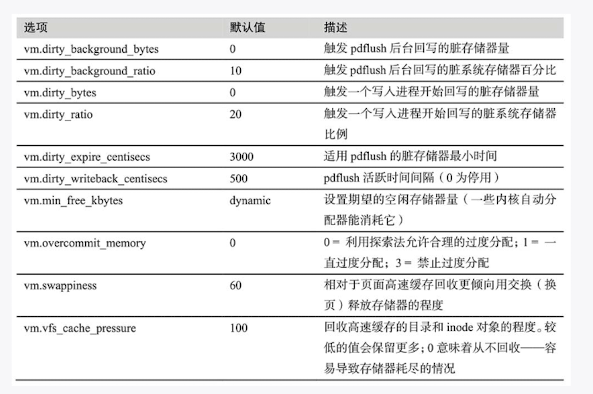 选项 默认值 描述
vm.dirty_background_bytes 0 触发 pdflush 后台回写的脏存储器量
vm.dirty_background_ratio 10 触发 pdflush 后台回写的脏系统存储器百分比
vm.dirty_bytes 0 触发一个写入进程开始回写的脏存储器量
vm.dirty_ratio 20 触发一个写入进程开始回写的脏系统存储器
比例
vm.dirty_expire_centisecs 3000 适用 pdflush 的脏存储器最小时间
vm.dirty_writeback_centisecs 500 pdflush 活跃时间间隔（0 为停用）
vm.min_free_kbytes dynamic 设置期望的空闲存储器量（一些内核自动分
配器能消耗它）
vm.overcommit_memory 0 0 = 利用探索法允许合理的过度分配；1 = 一
直过度分配；3 = 禁止过度分配
vm.swappiness 60 相对于页面高速缓存回收更倾向用交换（换
页）释放存储器的程度
vm.vfs_cache_pressure 100 回收高速缓存的目录和 inode 对象的程度。较
低的值会保留更多；0 意味着从不回收——容
易导致存储器耗尽的情况